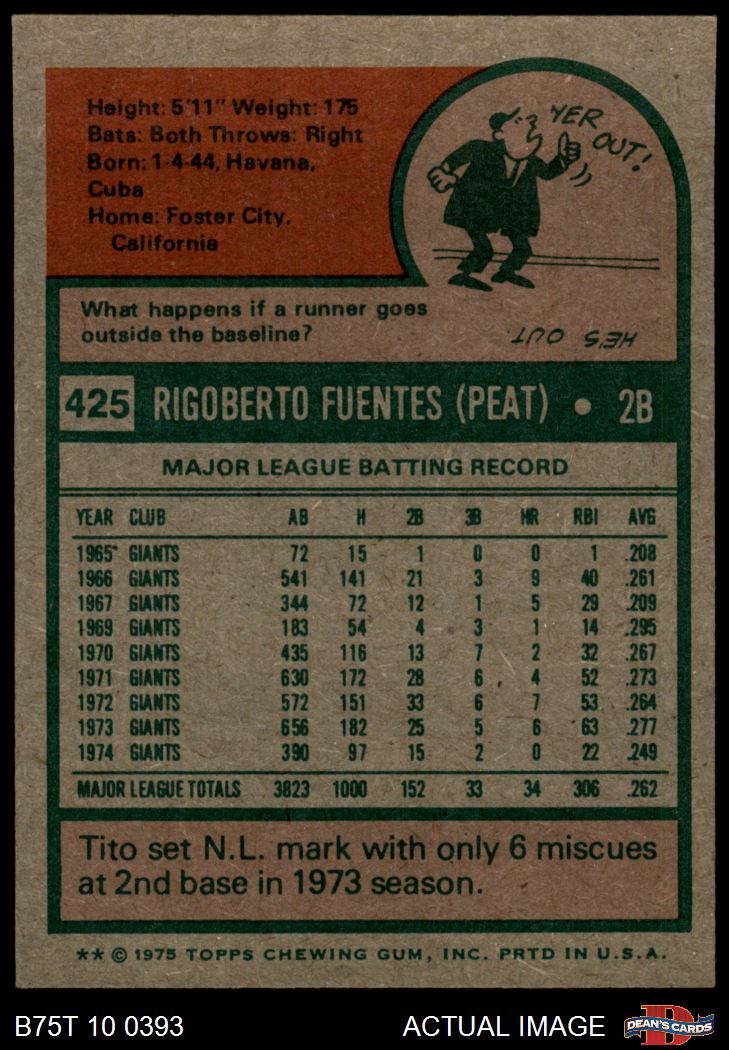 Height: 5'11" Weight: 175
Bats: Both Throws: Right
Born: 1-4-44, Havana,
Cuba
Home: Foster City,
California
YER
OUT!
What happens if a runner goes
outside the baseline?
HE'S OUT.
425 RIGOBERTO FUENTES (PEAT) • 2B
MAJOR LEAGUE BATTING RECORD
YEAR CLUB AB H 2B 3B HR RBI AVG
1965 GIANTS 72 15 1 0 0 1 .208
1966 GIANTS 541 141 21 3 9 40 .261
1967 GIANTS 344 72 12 1 5 29 .209
1969 GIANTS 183 54 4 3 1 14 .295
1970 GIANTS 435 116 13 7 2 32 .267
1971 GIANTS 630 172 28 6 4 52 .273
1972 GIANTS 572 151 33 6 7 53 .264
1973 GIANTS 656 182 25 5 6 63 .277
1974 GIANTS 390 97 15 2 0 22 .249
MAJOR LEAGUE TOTALS 3823 1000 152 33 34 306 .262
Tito set N.L. mark with only 6 miscues
at 2nd base in 1973 season.
** © 1975 TOPPS CHEWING GUM, INC. PRTD IN U.S.A.
B75T 10 0393 ACTUAL IMAGE D DEAN'S CARDS